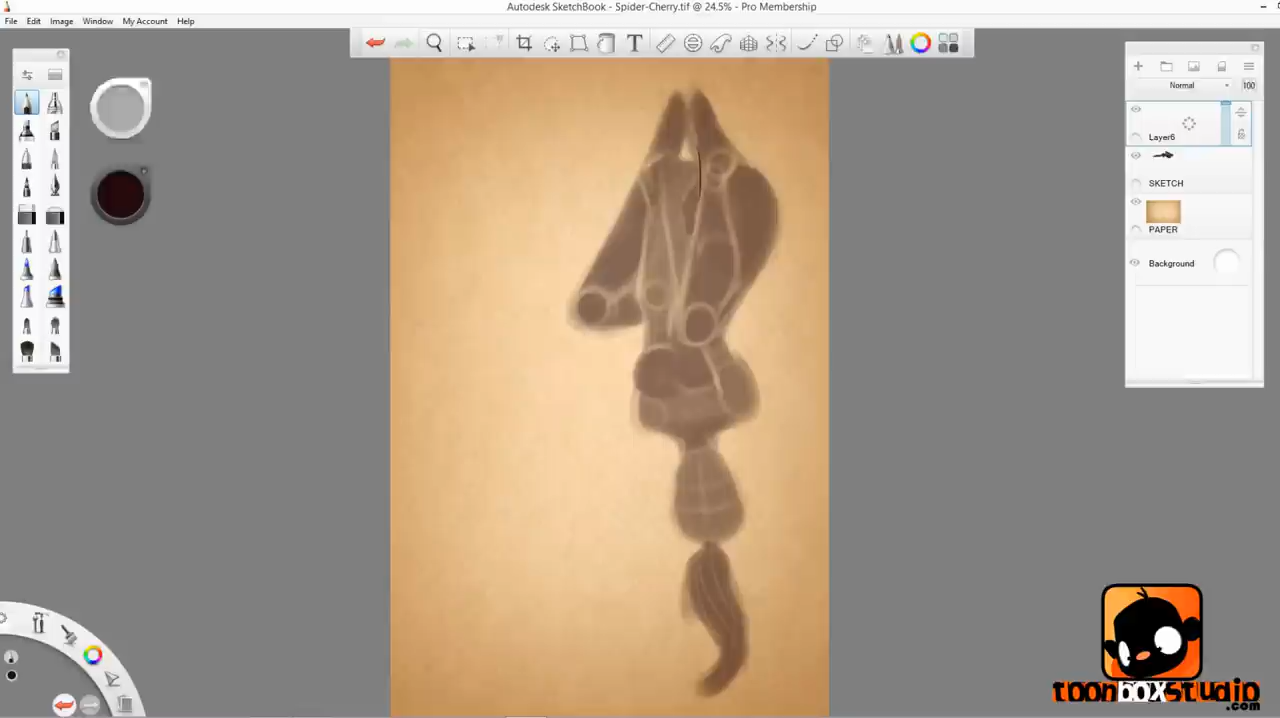 Autodesk SketchBook - Spider-Cherry.tif @ 24.5% - Pro Membership
File Edit Image Window My Account Help
Normal 100
Layer6
SKETCH
PAPER
Background
toonboxstudio
.com